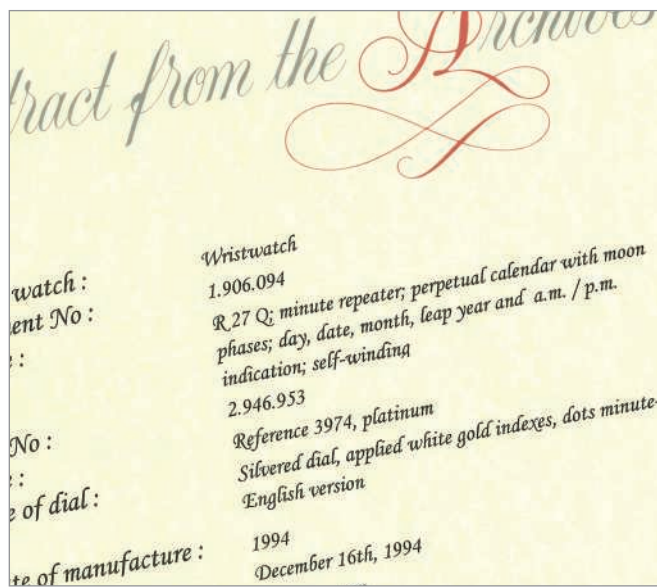 tract from the Archives
watch : Wristwatch
ent No : 1.906.094
: R 27 Q; minute repeater; perpetual calendar with moon
phases; day, date, month, leap year and a.m. / p.m.
indication; self-winding
No : 2.946.953
: Reference 3974, platinum
e of dial : Silvered dial, applied white gold indexes, dots minute-
English version
te of manufacture : 1994
December 16th, 1994